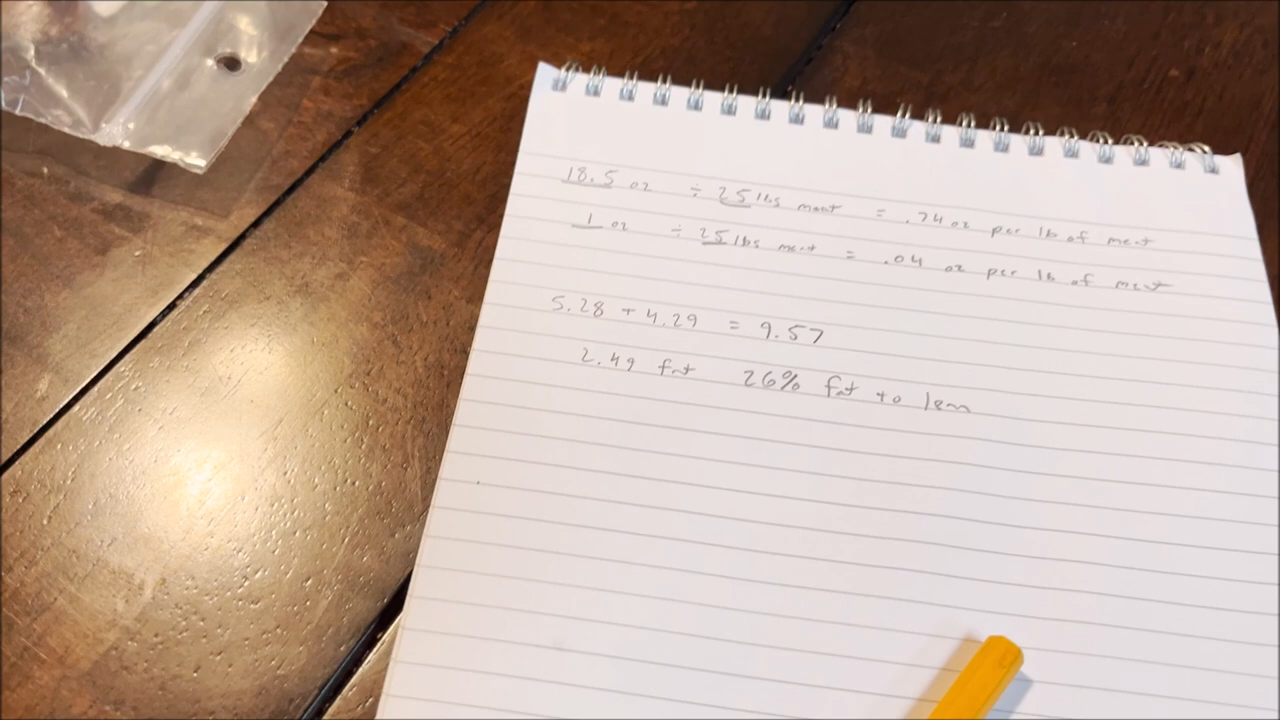 18.5 oz ÷ 25 lbs meat = .74 oz per lb of meat
1 oz ÷ 25 lbs meat = .04 oz per lb of meat
5.28 + 4.29 = 9.57
2.49 fat 26% fat to lean